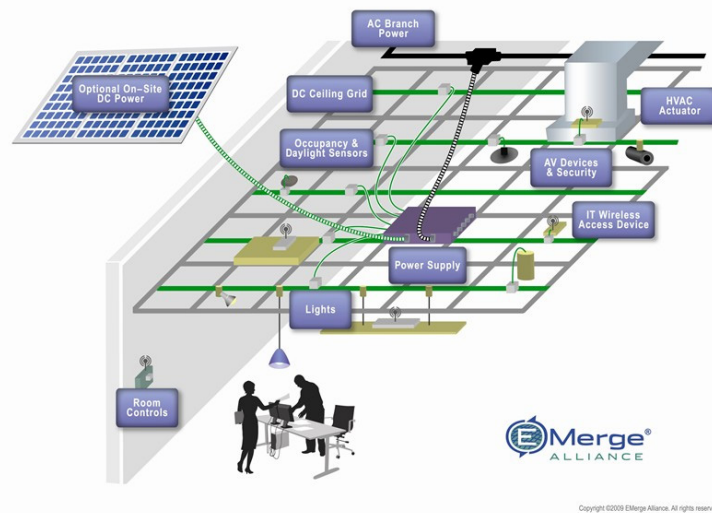 AC Branch
Power
Optional On-Site
DC Power
DC Ceiling Grid
HVAC
Actuator
Occupancy &
Daylight Sensors
AV Devices
& Security
IT Wireless
Access Device
Power Supply
Lights
Room
Controls
EMerge®
ALLIANCE
Copyright ©2009 EMerge Alliance. All rights